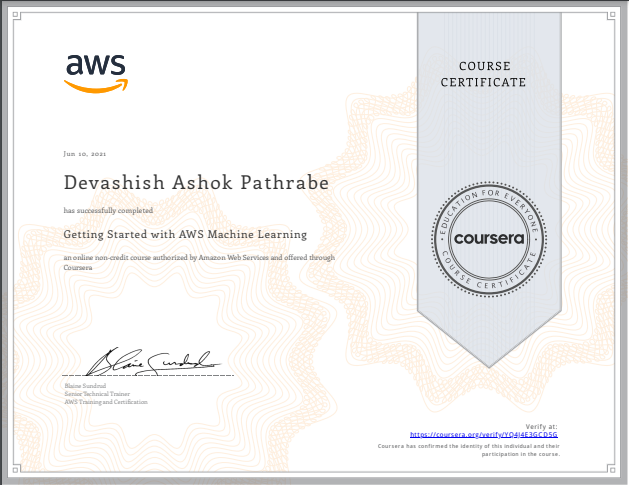 aws
COURSE
CERTIFICATE
Jun 10, 2021
Devashish Ashok Pathrabe
has successfully completed
Getting Started with AWS Machine Learning
an online non-credit course authorized by Amazon Web Services and offered through
Coursera
EDUCATION FOR EVERYONE
coursera
COURSE CERTIFICATE
Blaine Sundrud
Blaine Sundrud
Senior Technical Trainer
AWS Training and Certification
Verify at:
https://coursera.org/verify/YQ4J4E3GCD5G
Coursera has confirmed the identity of this individual and their
participation in the course.